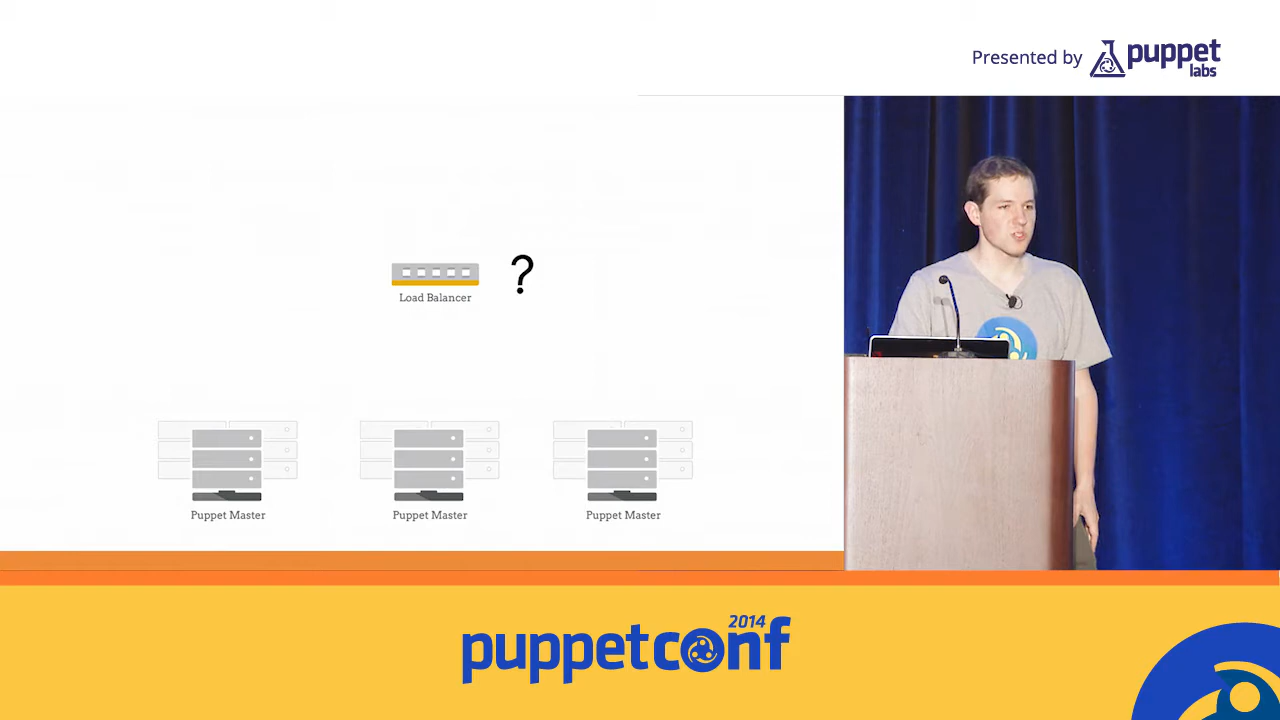 Presented by puppet labs
?
Load Balancer
Puppet Master Puppet Master Puppet Master
2014
puppetconf